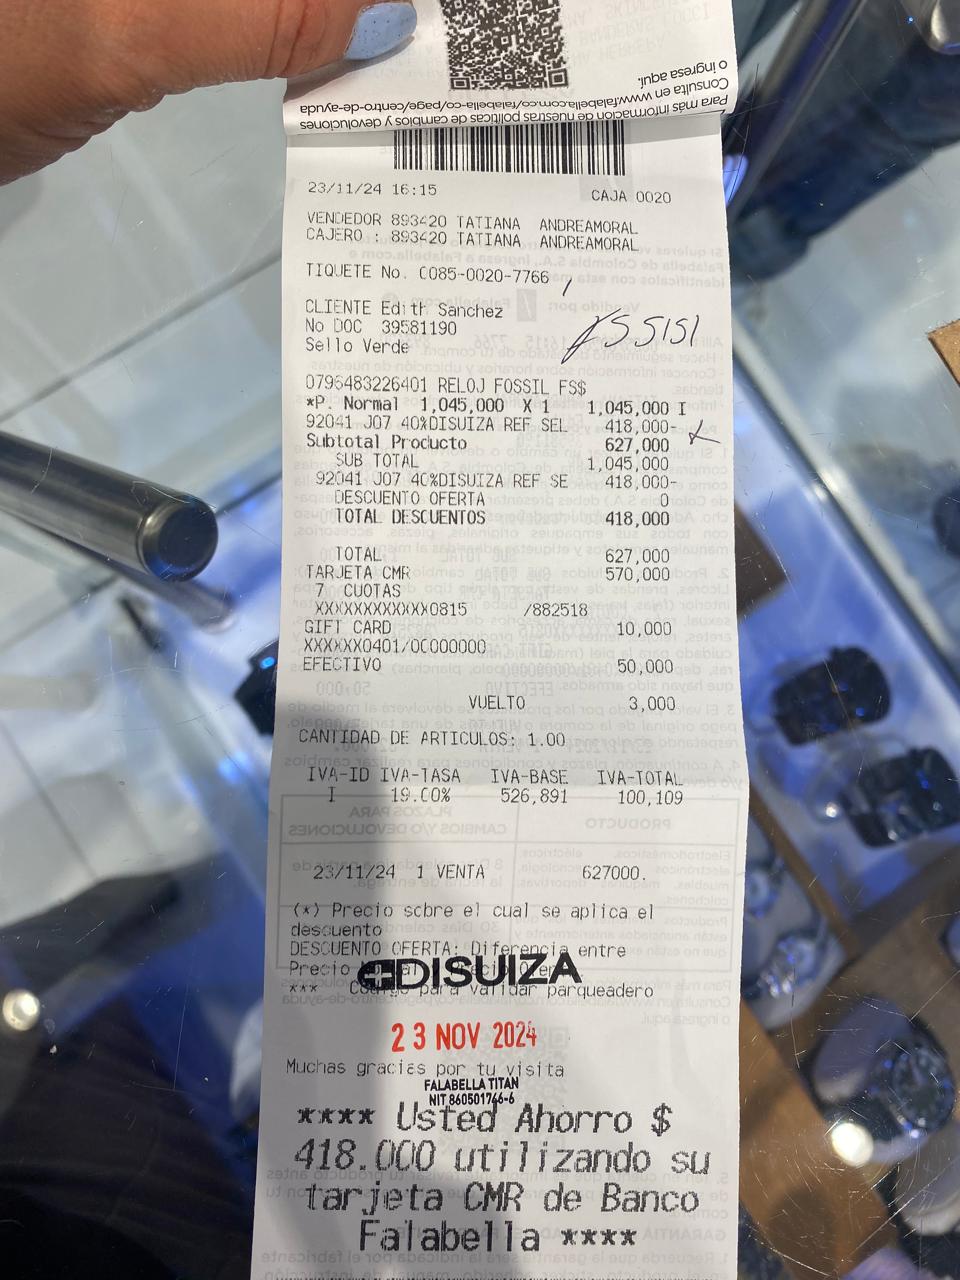 Para más información de nuestras políticas de cambios y devoluciones
Consulta en www.falabella.com.co/falabella-co/page/centro-de-ayuda
o ingresa aquí.
23/11/24 16:15 CAJA 0020
VENDEDOR 893420 TATIANA ANDREAMORAL
CAJERO : 893420 TATIANA ANDREAMORAL
TIQUETE No. 0085-0020-7766
CLIENTE Edith Sanchez
No DOC 39581190
Sello Verde
0796483226401 RELOJ FOSSIL FS$
*P. Normal 1,045,000 X 1 1,045,000 I
92041 J07 40%DISUIZA REF SEL 418,000-
Subtotal Producto 627,000
SUB TOTAL 1,045,000
92041 J07 40%DISUIZA REF SE 418,000-
DESCUENTO OFERTA 0
TOTAL DESCUENTOS 418,000
TOTAL 627,000
TARJETA CMR 570,000
7 CUOTAS
XXXXXXXXXXXX0815 /882518
GIFT CARD 10,000
XXXXXX0401/00000000
EFECTIVO 50,000
VUELTO 3,000
CANTIDAD DE ARTICULOS: 1.00
IVA-ID IVA-TASA IVA-BASE IVA-TOTAL
I 19.00% 526,891 100,109
23/11/24 1 VENTA 627000.
(*) Precio sobre el cual se aplica el
descuento
DESCUENTO OFERTA: Diferencia entre
Precio
DISUIZA
*** para validar parqueadero
23 NOV 2024
Muchas gracias por tu visita
FALABELLA TITAN
NIT 860501746-6
**** Usted Ahorro $
418.000 utilizando su
tarjeta CMR de Banco
Falabella ****